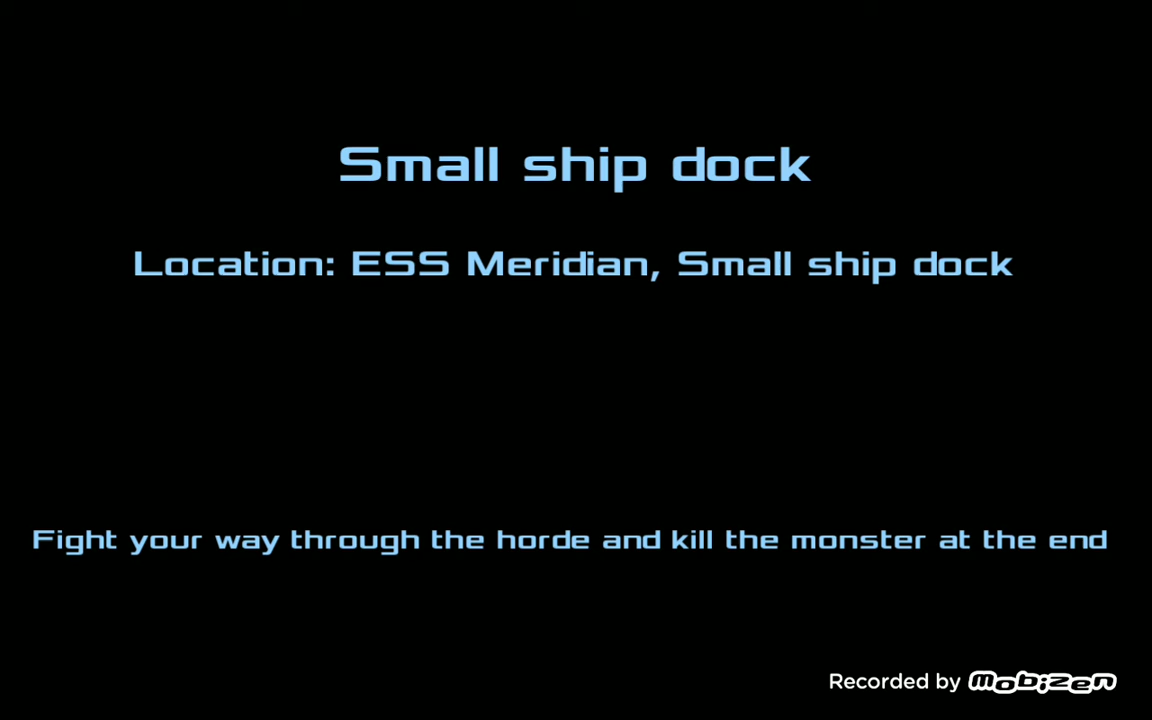 Small ship dock
Location: ESS Meridian, Small ship dock
Fight your way through the horde and kill the monster at the end
Recorded by mobizen